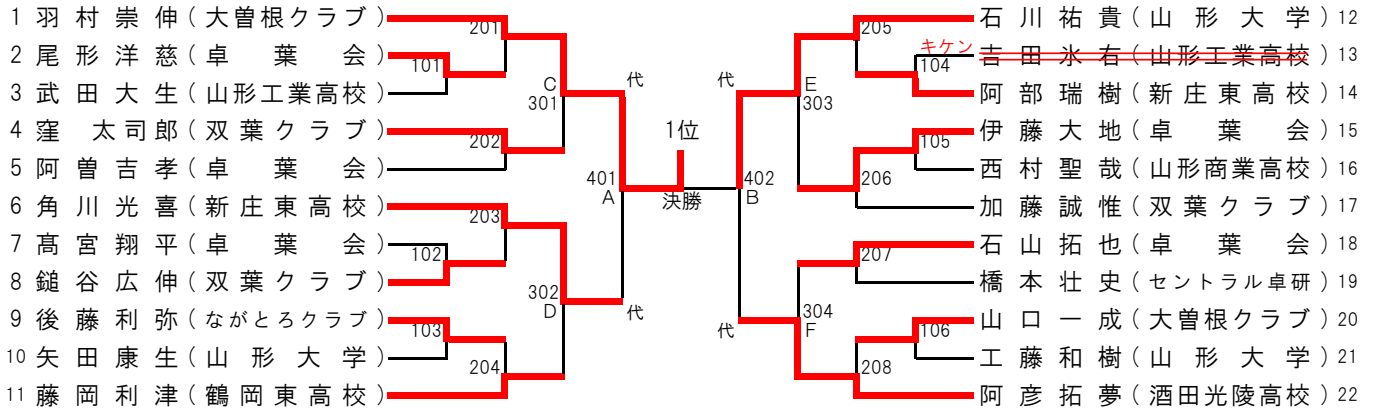 1 羽村崇伸(大曽根クラブ)
2 尾形洋慈(卓葉会)
3 武田大生(山形工業高校)
4 窪太司郎(双葉クラブ)
5 阿曽吉孝(卓葉会)
6 角川光喜(新庄東高校)
7 髙宮翔平(卓葉会)
8 鎚谷広伸(双葉クラブ)
9 後藤利弥(ながとろクラブ)
10 矢田康生(山形大学)
11 藤岡利津(鶴岡東高校)
101
102
103
201
202
203
204
C
301
302
D
代
代
401
A
1位
決勝
402
B
代
代
E
303
304
F
205
206
207
208
キケン
104
105
106
石川祐貴(山形大学) 12
吉田氷右(山形工業高校) 13
阿部瑞樹(新庄東高校) 14
伊藤大地(卓葉会) 15
西村聖哉(山形商業高校) 16
加藤誠惟(双葉クラブ) 17
石山拓也(卓葉会) 18
橋本壮史(セントラル卓研) 19
山口一成(大曽根クラブ) 20
工藤和樹(山形大学) 21
阿彦拓夢(酒田光陵高校) 22